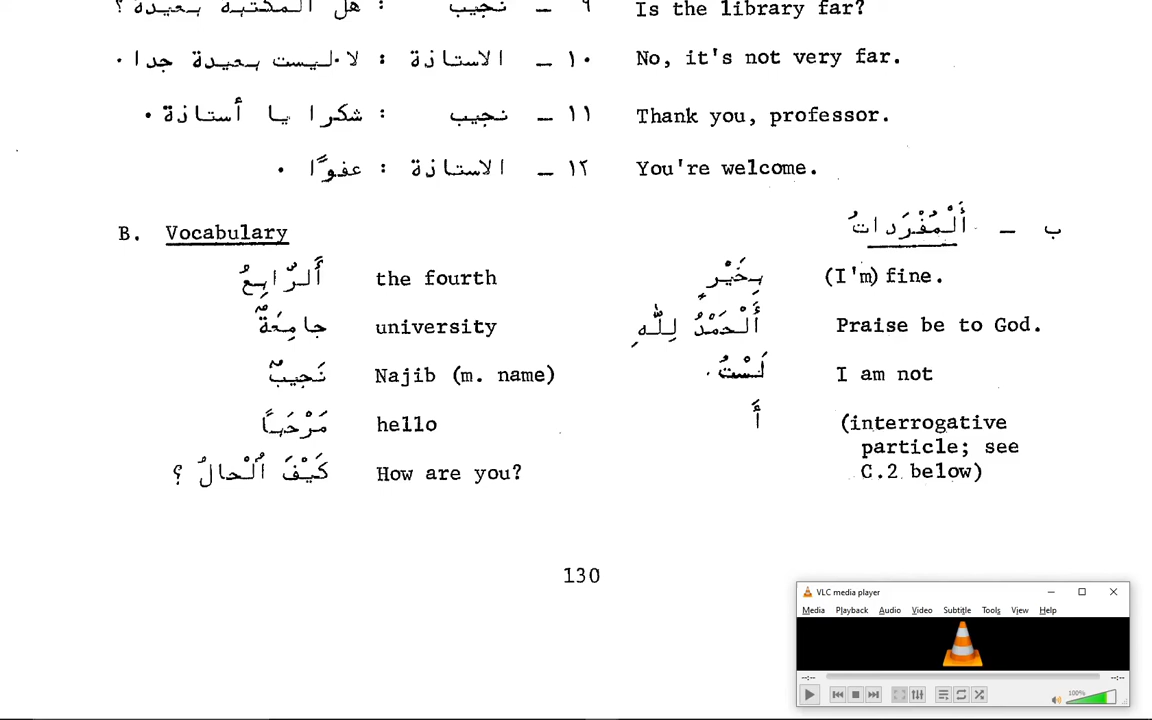 ٩ – نجيب : هل المكتبة بعيدة ؟ Is the library far?
١٠ – الاستاذة : لا.ليست بعيدة جدا . No, it's not very far.
١١ – نجيب : شكرا يا أستاذة . Thank you, professor.
١٢ – الاستاذة : عفوًا . You're welcome.
B. Vocabulary ب – أَلْمُفْرَداتُ
أَلرّابِعُ the fourth بِخَيْرٍ (I'm) fine.
جامِعَةٌ university أَلْحَمْدُ لِلّٰهِ Praise be to God.
نَجيبٌ Najib (m. name) لَسْتُ I am not
مَرْحَبًا hello أَ (interrogative
particle; see
كَيْفَ ٱلْحالُ ؟ How are you? C.2 below)
130
VLC media player
Media Playback Audio Video Subtitle Tools View Help
--:-- --:--
100%